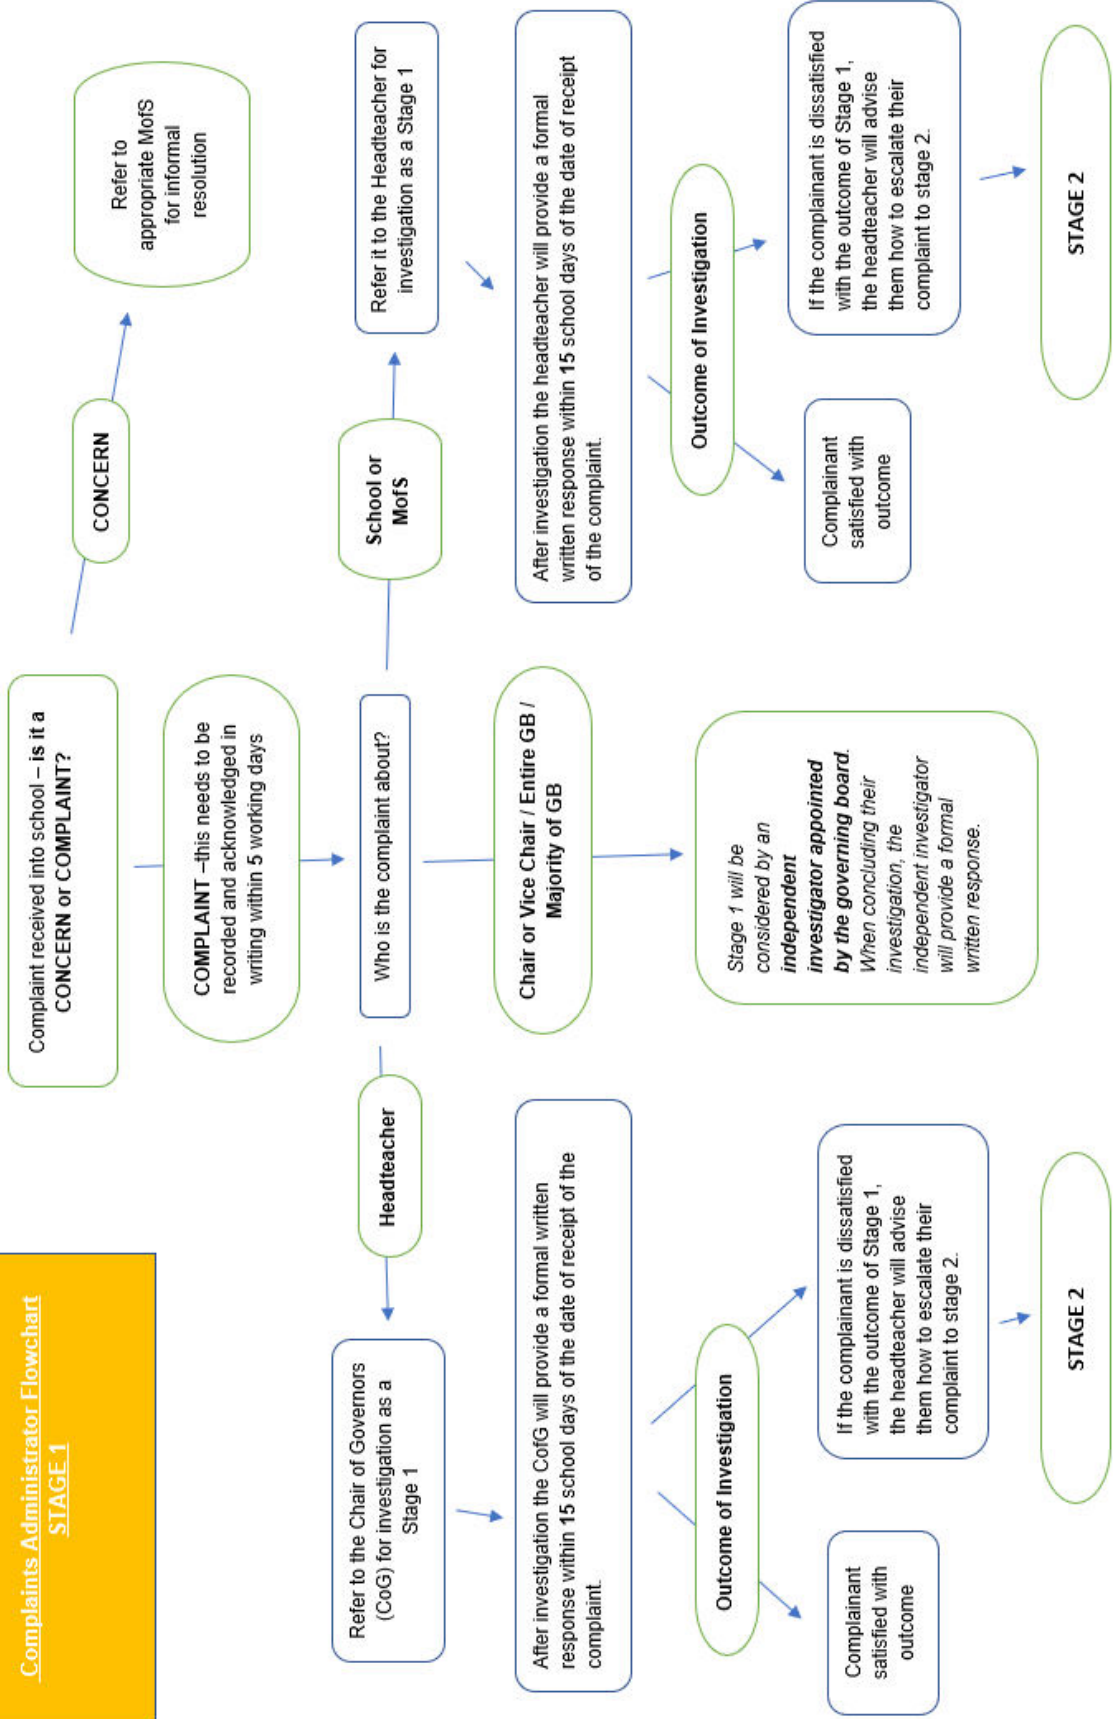 Complaints Administrator Flowchart
STAGE 1
Complaint received into school – is it a
CONCERN or COMPLAINT?
CONCERN
Refer to
appropriate MofS
for informal
resolution
COMPLAINT –this needs to be
recorded and acknowledged in
writing within 5 working days
Who is the complaint about?
Headteacher
Refer to the Chair of Governors
(CoG) for investigation as a
Stage 1
After investigation the CofG will provide a formal written
response within 15 school days of the date of receipt of the
complaint.
Outcome of Investigation
Complainant
satisfied with
outcome
If the complainant is dissatisfied
with the outcome of Stage 1,
the headteacher will advise
them how to escalate their
complaint to stage 2.
STAGE 2
Chair or Vice Chair / Entire GB /
Majority of GB
Stage 1 will be
considered by an
independent
investigator appointed
by the governing board.
When concluding their
investigation, the
independent investigator
will provide a formal
written response.
School or
MofS
Refer it to the Headteacher for
investigation as a Stage 1
After investigation the headteacher will provide a formal
written response within 15 school days of the date of receipt
of the complaint.
Outcome of Investigation
Complainant
satisfied with
outcome
If the complainant is dissatisfied
with the outcome of Stage 1,
the headteacher will advise
them how to escalate their
complaint to stage 2.
STAGE 2